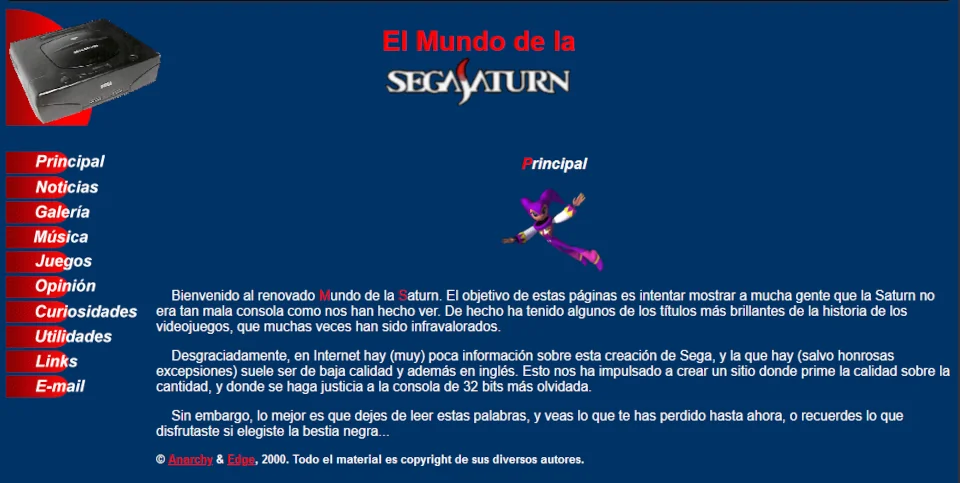 El Mundo de la
SEGA SATURN
Principal
Noticias
Galería
Música
Juegos
Opinión
Curiosidades
Utilidades
Links
E-mail
Principal
Bienvenido al renovado Mundo de la Saturn. El objetivo de estas páginas es intentar mostrar a mucha gente que la Saturn no
era tan mala consola como nos han hecho ver. De hecho ha tenido algunos de los títulos más brillantes de la historia de los
videojuegos, que muchas veces han sido infravalorados.
Desgraciadamente, en Internet hay (muy) poca información sobre esta creación de Sega, y la que hay (salvo honrosas
excepsiones) suele ser de baja calidad y además en inglés. Esto nos ha impulsado a crear un sitio donde prime la calidad sobre la
cantidad, y donde se haga justicia a la consola de 32 bits más olvidada.
Sin embargo, lo mejor es que dejes de leer estas palabras, y veas lo que te has perdido hasta ahora, o recuerdes lo que
disfrutaste si elegiste la bestia negra...
© Anarchy & Edge, 2000. Todo el material es copyright de sus diversos autores.